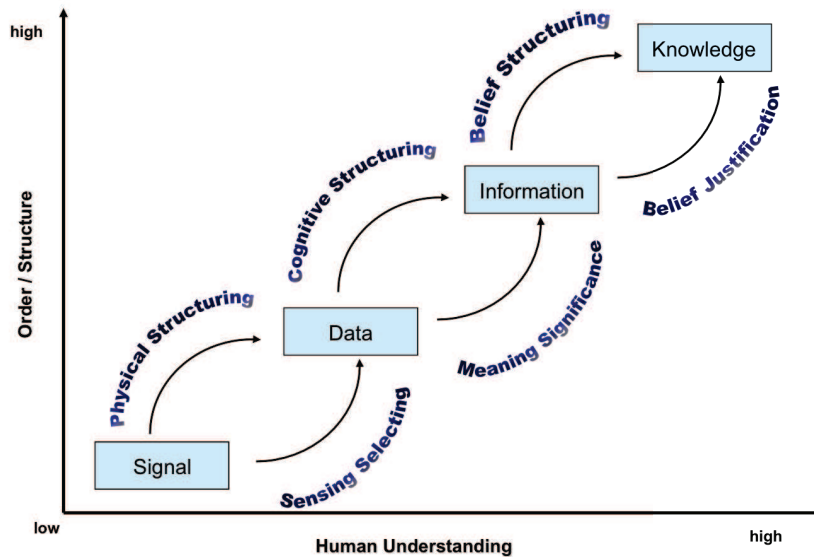 high
Knowledge
Belief Structuring
Belief Justification
Information
Cognitive Structuring
Meaning Significance
Order / Structure
Data
Physical Structuring
Sensing Selecting
Signal
low
Human Understanding
high